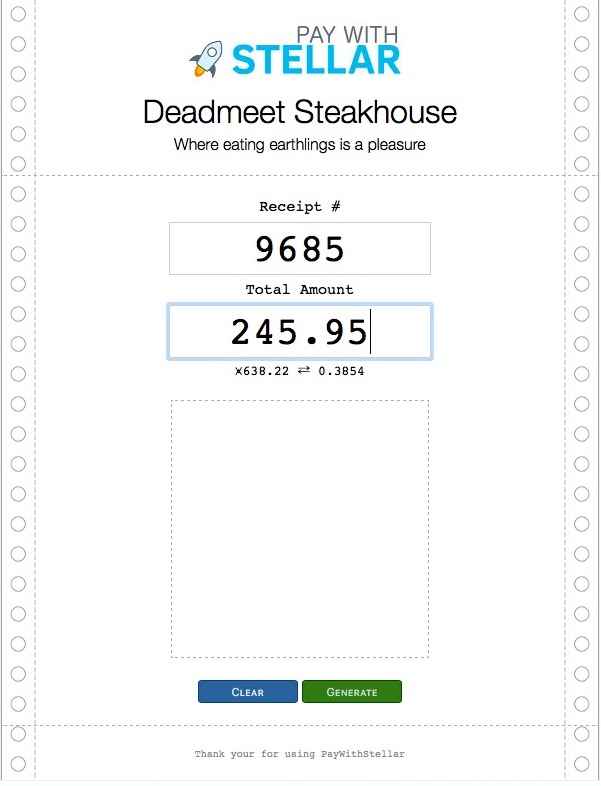 PAY WITH
STELLAR
Deadmeet Steakhouse
Where eating earthlings is a pleasure
Receipt #
9685
Total Amount
245.95
ӿ638.22 ⇄ 0.3854
CLEAR GENERATE
Thank your for using PayWithStellar